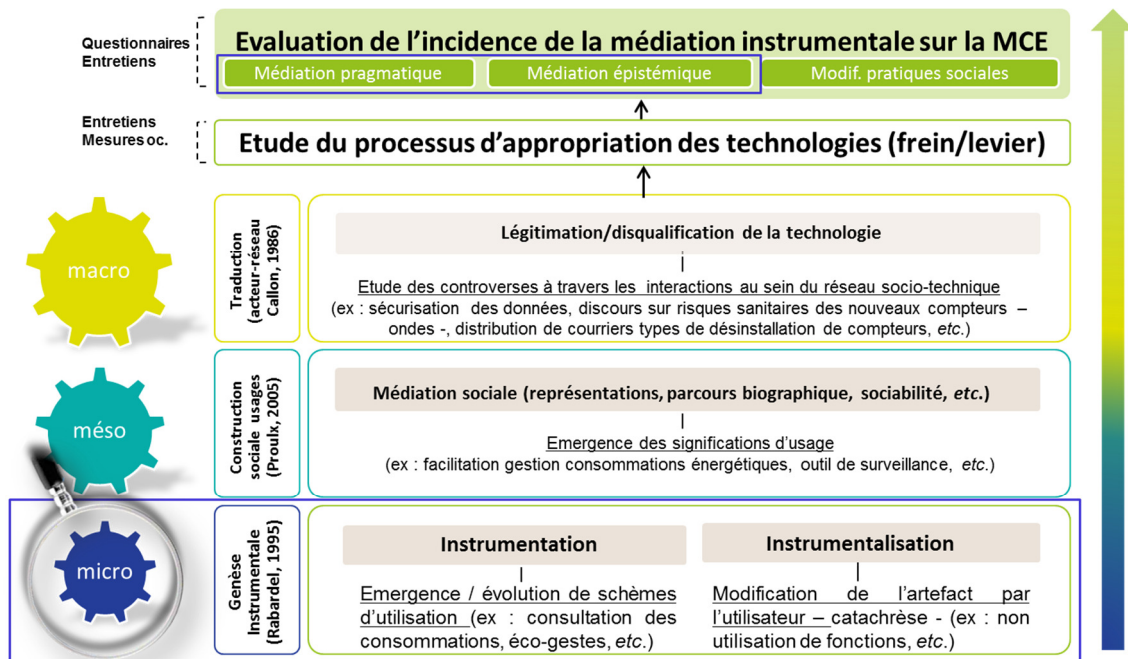 Questionnaires
Entretiens
Evaluation de l'incidence de la médiation instrumentale sur la MCE
Médiation pragmatique
Médiation épistémique
Modif. pratiques sociales
Entretiens
Mesures oc.
Etude du processus d'appropriation des technologies (frein/levier)
macro
Traduction
(acteur-réseau
Callon, 1986)
Légitimation/disqualification de la technologie
Etude des controverses à travers les interactions au sein du réseau socio-technique
(ex : sécurisation des données, discours sur risques sanitaires des nouveaux compteurs –
ondes -, distribution de courriers types de désinstallation de compteurs, etc.)
méso
Construction
sociale usages
(Proulx, 2005)
Médiation sociale (représentations, parcours biographique, sociabilité, etc.)
Emergence des significations d'usage
(ex : facilitation gestion consommations énergétiques, outil de surveillance, etc.)
micro
Genèse
Instrumentale
(Rabardel, 1995)
Instrumentation
Emergence / évolution de schèmes
d'utilisation (ex : consultation des
consommations, éco-gestes, etc.)
Instrumentalisation
Modification de l'artefact par
l'utilisateur – catachrèse - (ex : non
utilisation de fonctions, etc.)